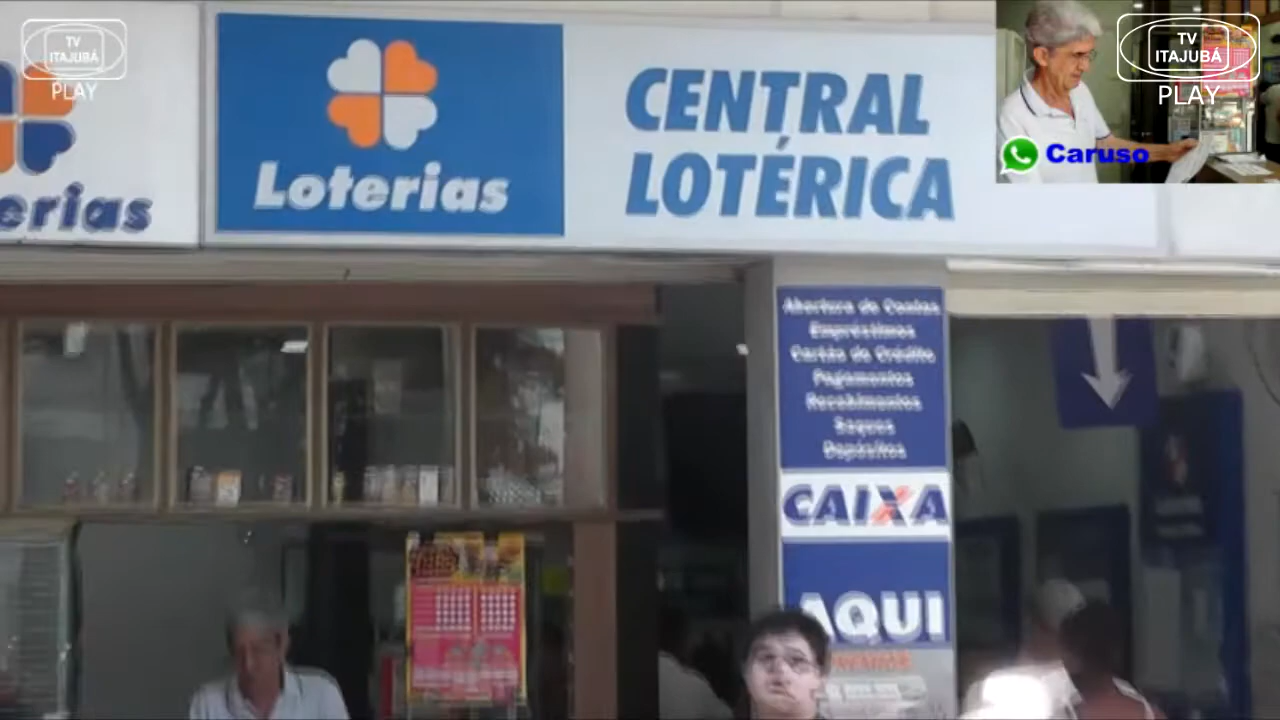 TV
ITAJUBÁ
PLAY
erias
Loterias
CENTRAL
LOTÉRICA
TV
ITAJUBÁ
PLAY
Caruso
Abertura de Contas
Empréstimos
Cartão de Crédito
Pagamentos
Recebimentos
Saques
Depósitos
CAIXA
AQUI